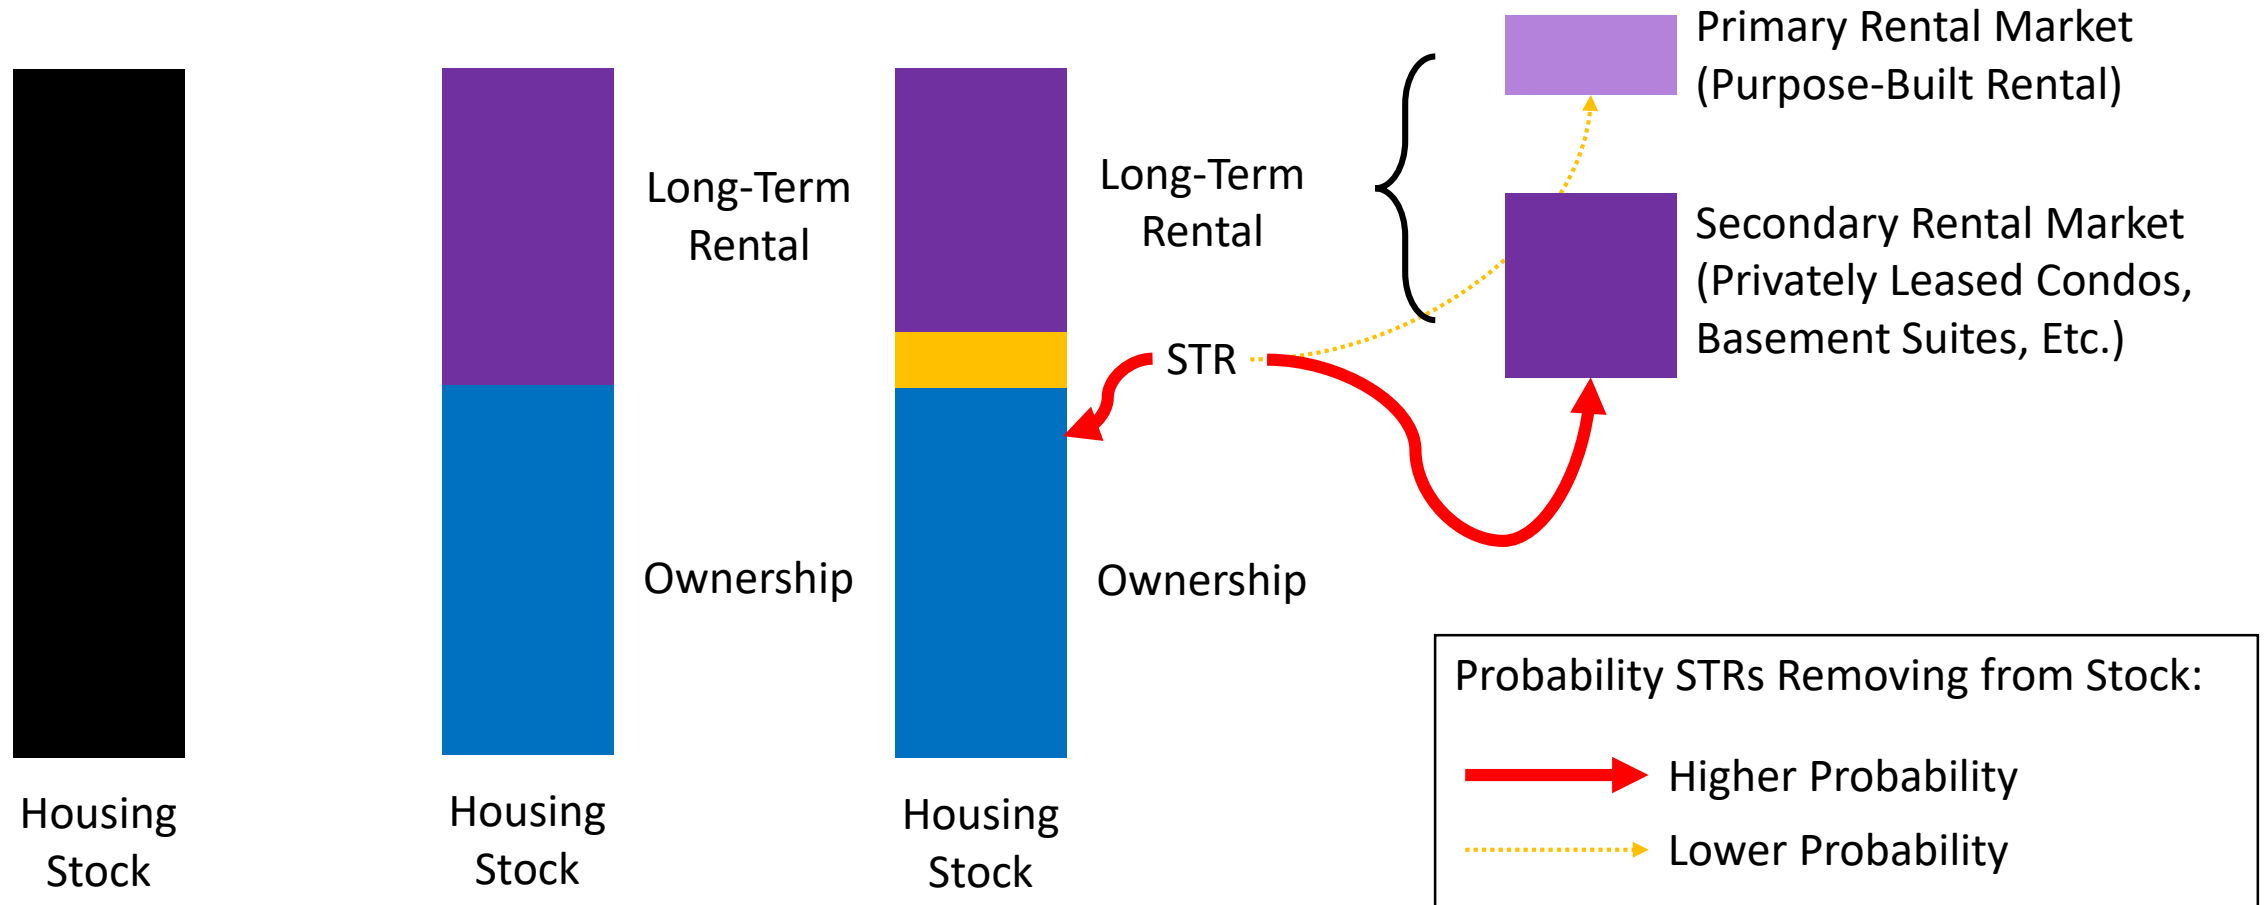 Primary Rental Market
(Purpose-Built Rental)
Long-Term
Rental
Long-Term
Rental
Secondary Rental Market
(Privately Leased Condos,
Basement Suites, Etc.)
STR
Ownership
Ownership
Probability STRs Removing from Stock:
Higher Probability
Lower Probability
Housing
Stock
Housing
Stock
Housing
Stock